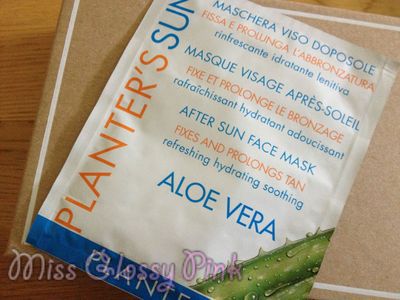 PLANTER'S SUN
MASCHERA VISO DOPOSOLE
FISSA E PROLUNGA L'ABBRONZATURA
rinfrescante idratante lenitiva
MASQUE VISAGE APRÈS-SOLEIL
FIXE ET PROLONGE LE BRONZAGE
rafraîchissant hydratant adoucissant
AFTER SUN FACE MASK
FIXES AND PROLONGS TAN
refreshing hydrating soothing
ALOE VERA
PLANTER'
Miss Glossy Pink